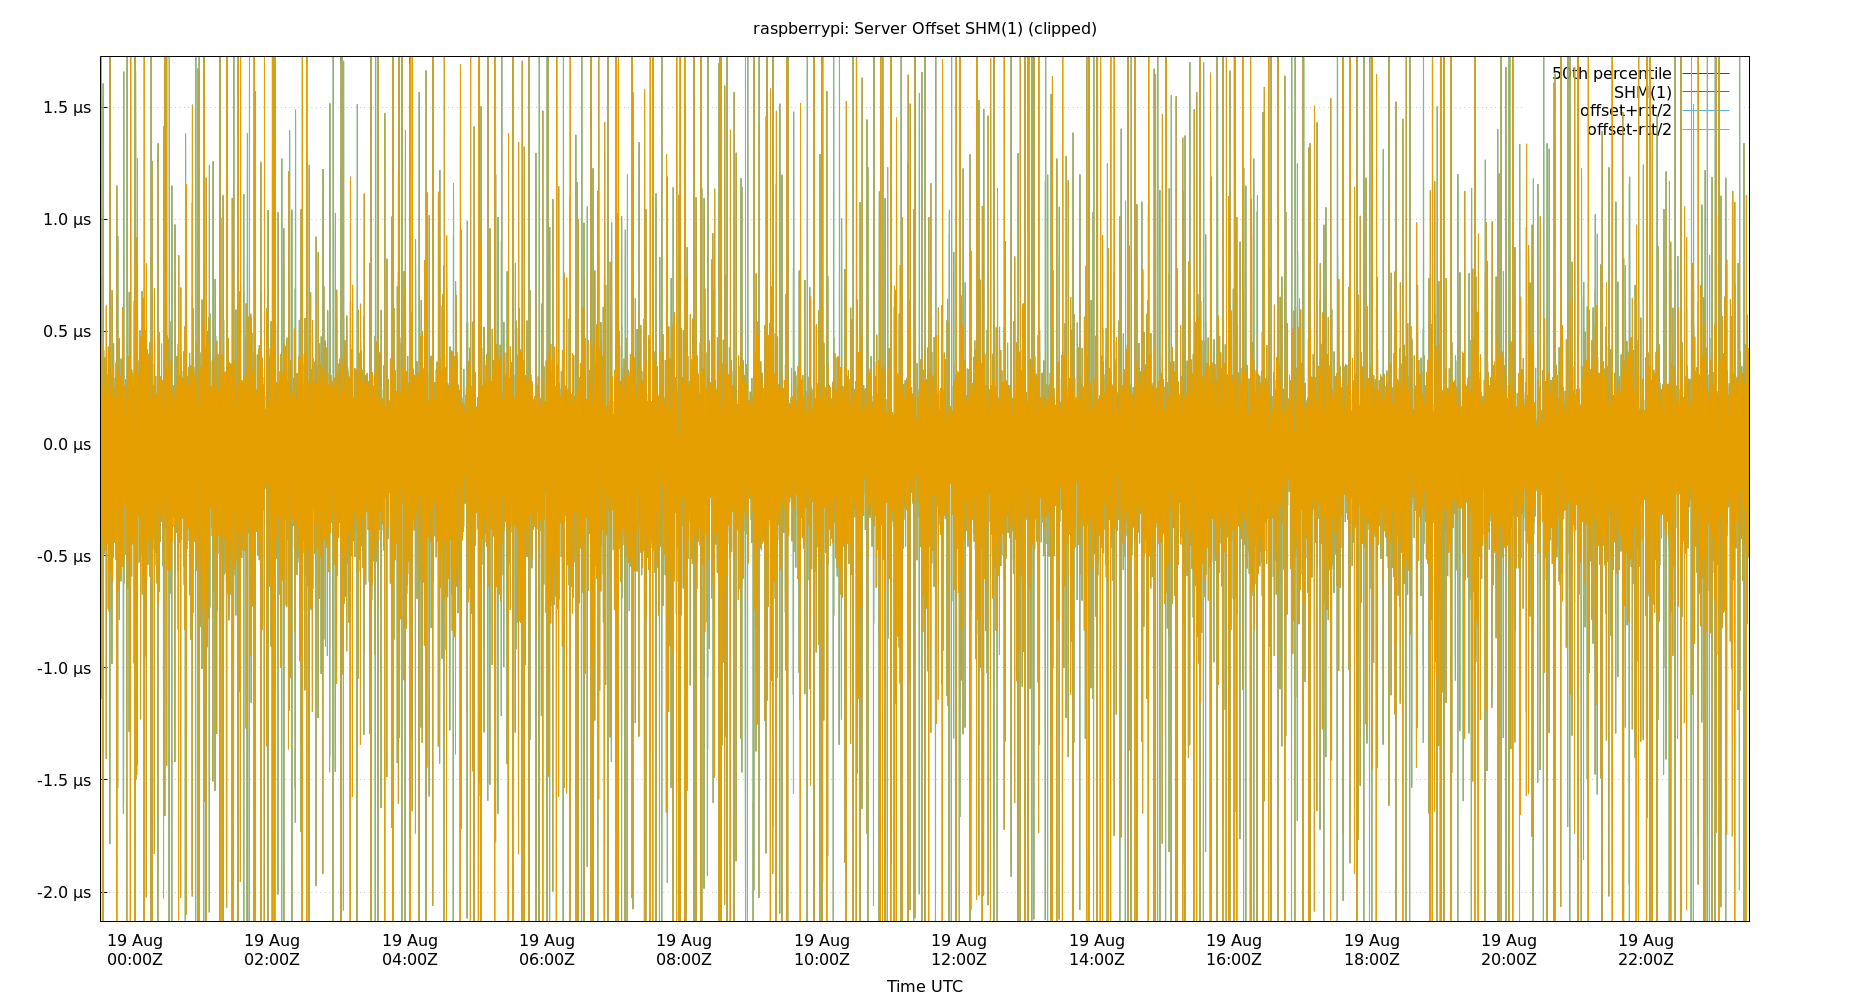 raspberrypi: Server Offset SHM(1) (clipped)
50th percentile
SHM(1)
offset+rtt/2
offset-rtt/2
1.5 µs
1.0 µs
0.5 µs
0.0 µs
-0.5 µs
-1.0 µs
-1.5 µs
-2.0 µs
19 Aug 19 Aug 19 Aug 19 Aug 19 Aug 19 Aug 19 Aug 19 Aug 19 Aug 19 Aug 19 Aug 19 Aug
00:00Z 02:00Z 04:00Z 06:00Z 08:00Z 10:00Z 12:00Z 14:00Z 16:00Z 18:00Z 20:00Z 22:00Z
Time UTC